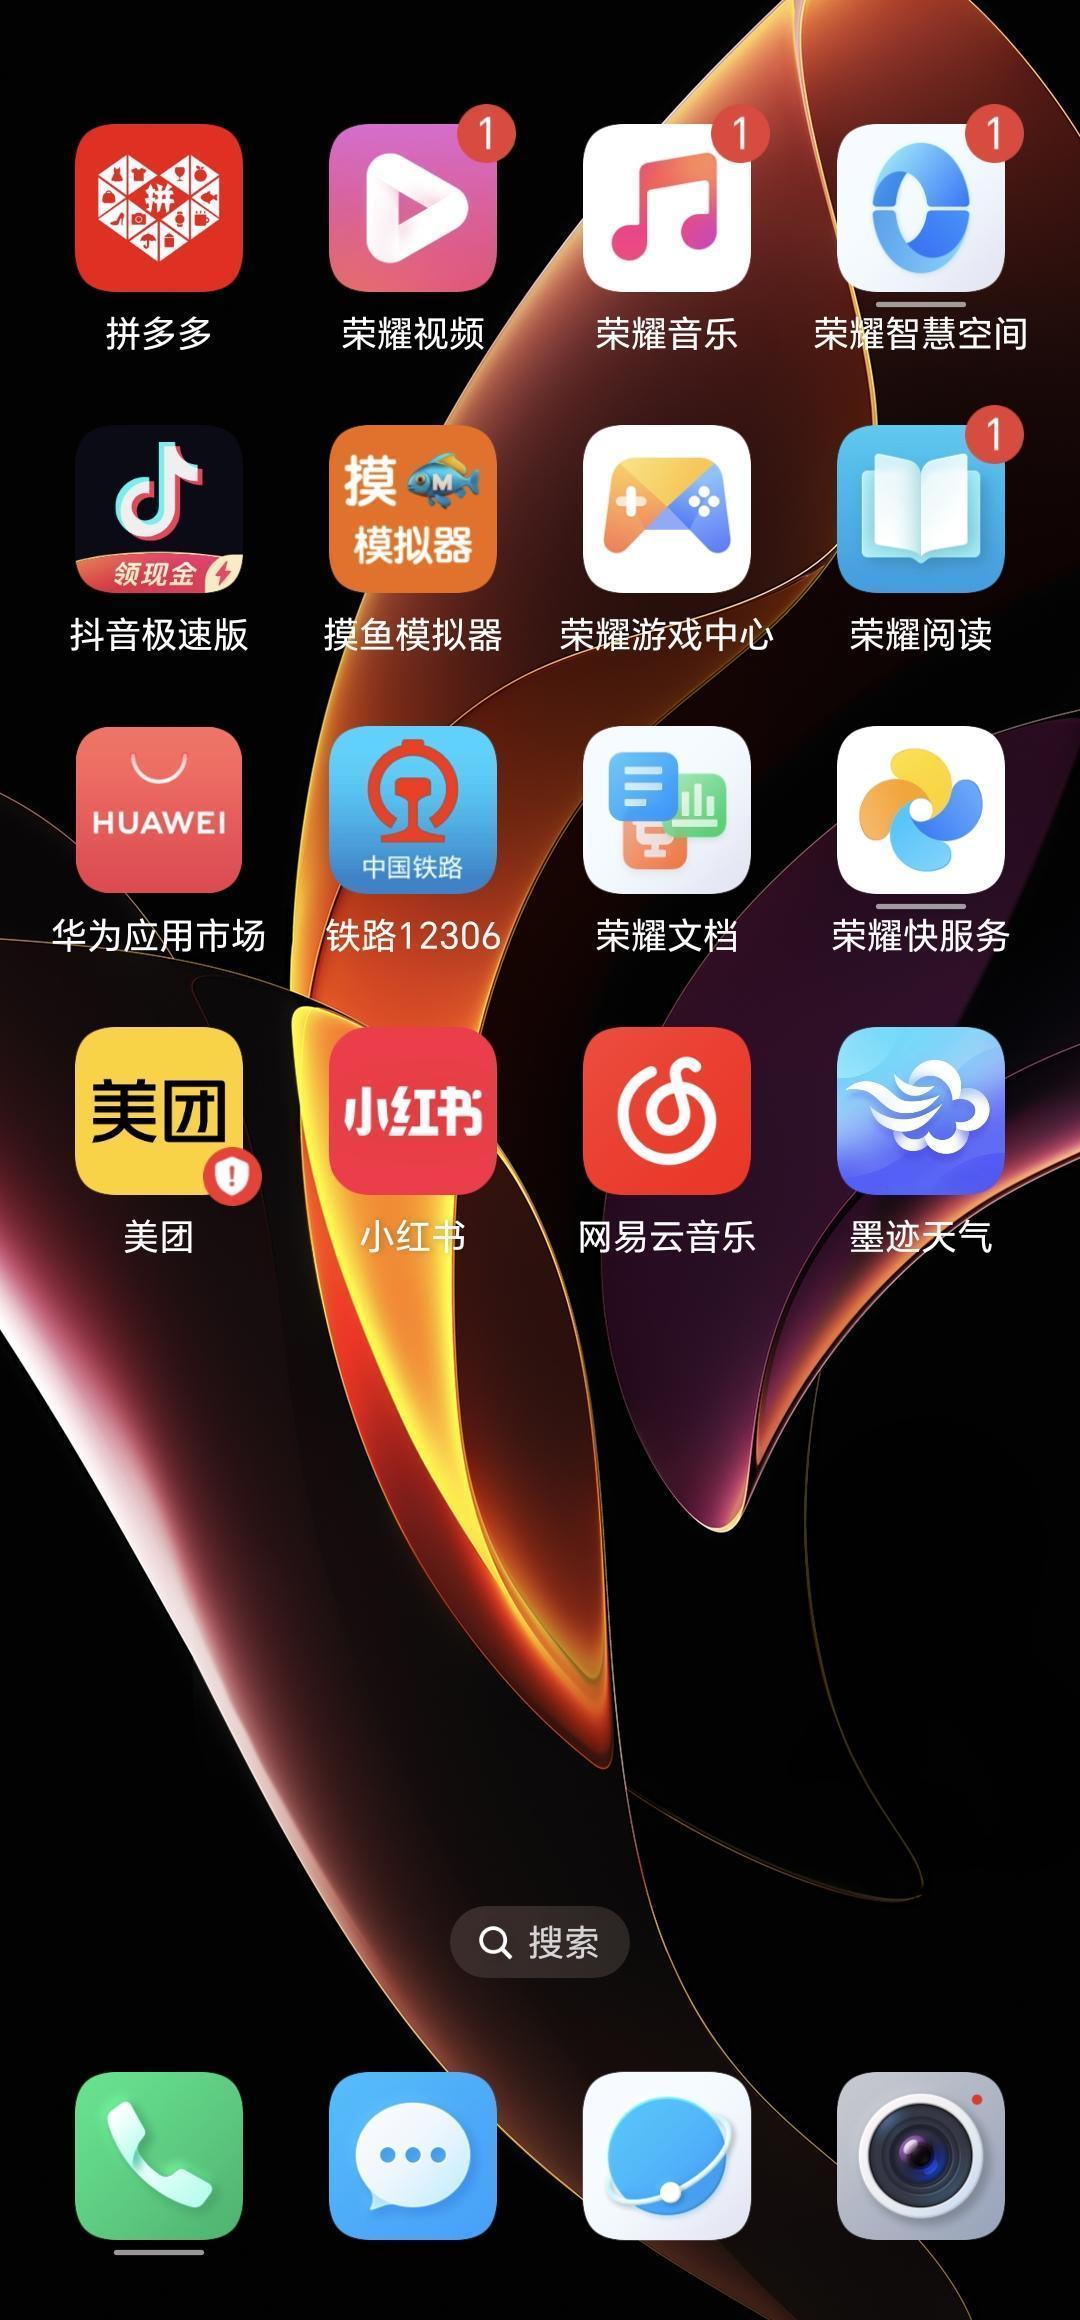 拼
拼多多
1
荣耀视频
1
荣耀音乐
1
荣耀智慧空间
领现金
抖音极速版
摸 M
模拟器
摸鱼模拟器
荣耀游戏中心
1
荣耀阅读
HUAWEI
华为应用市场
中国铁路
铁路12306
荣耀文档
荣耀快服务
美团
美团
小红书
小红书
网易云音乐
墨迹天气
搜索